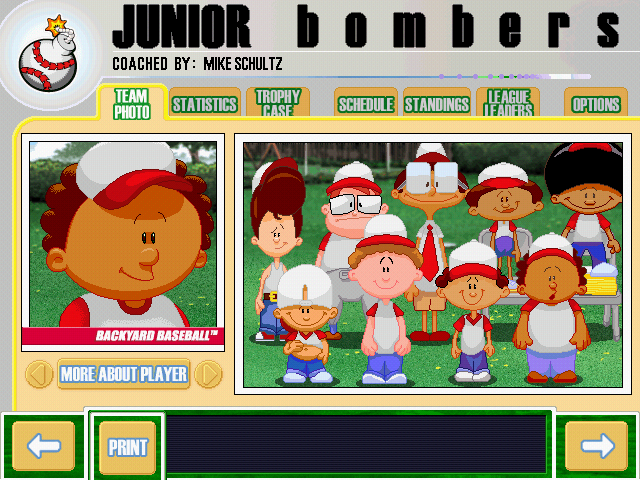 JUNIOR bombers
COACHED BY: MIKE SCHULTZ
TEAM PHOTO
STATISTICS
TROPHY CASE
SCHEDULE
STANDINGS
LEAGUE LEADERS
OPTIONS
BACKYARD BASEBALL™
MORE ABOUT PLAYER
PRINT